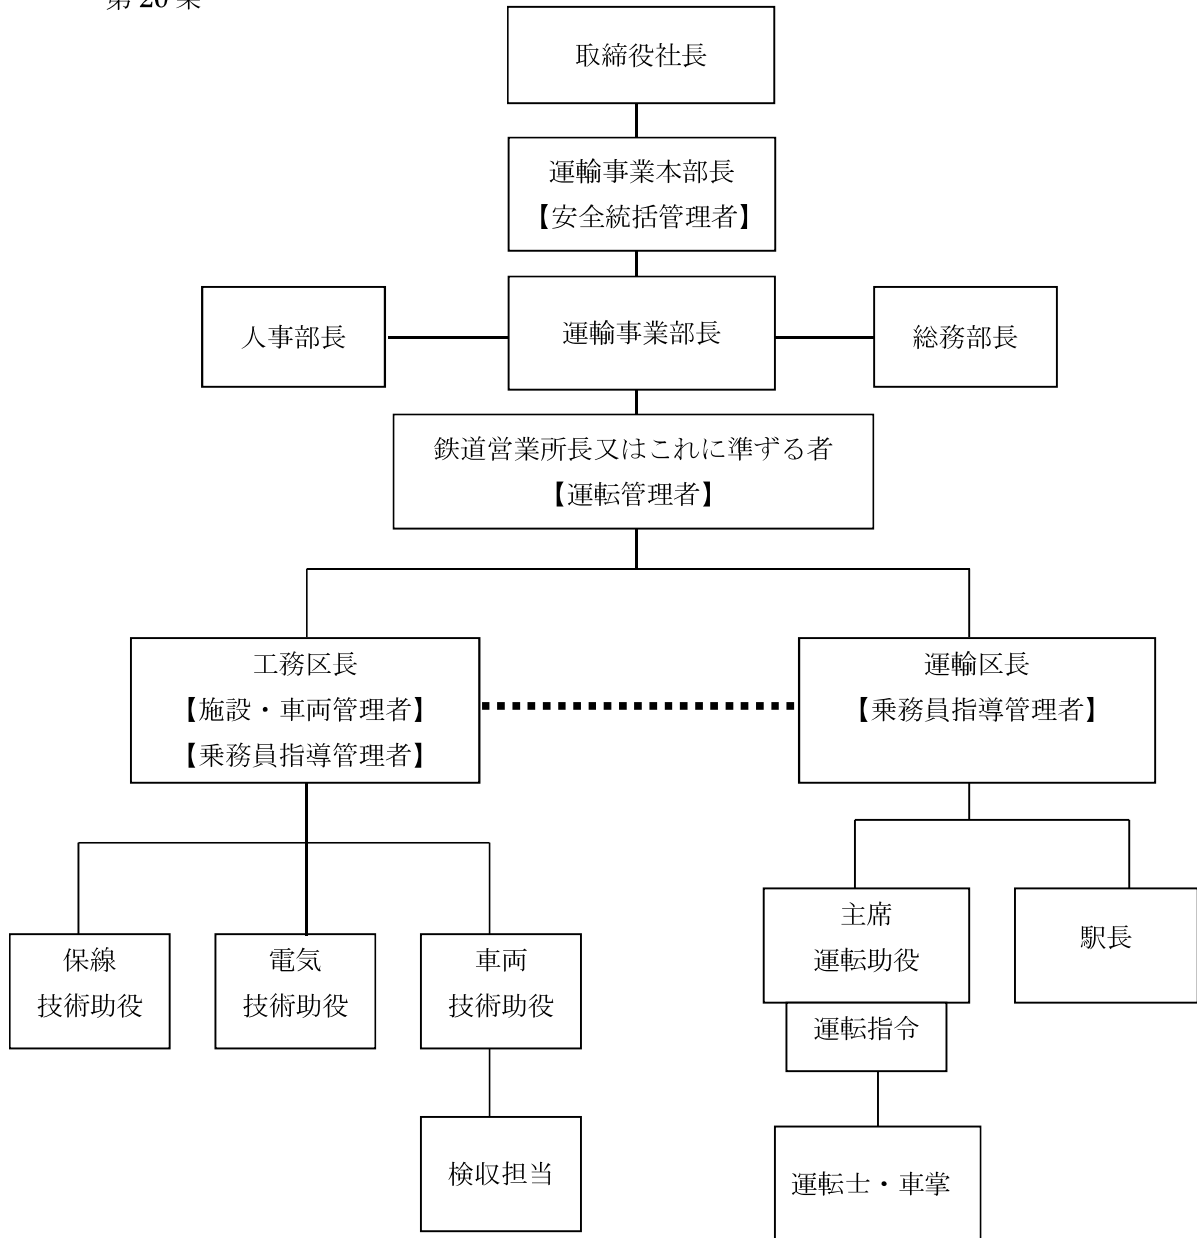 第 20 条
取締役社長
運輸事業本部長
【安全統括管理者】
人事部長
運輸事業部長
総務部長
鉄道営業所長又はこれに準ずる者
【運転管理者】
工務区長
【施設・車両管理者】
【乗務員指導管理者】
運輸区長
【乗務員指導管理者】
保線
技術助役
電気
技術助役
車両
技術助役
主席
運転助役
駅長
運転指令
検収担当
運転士・車掌